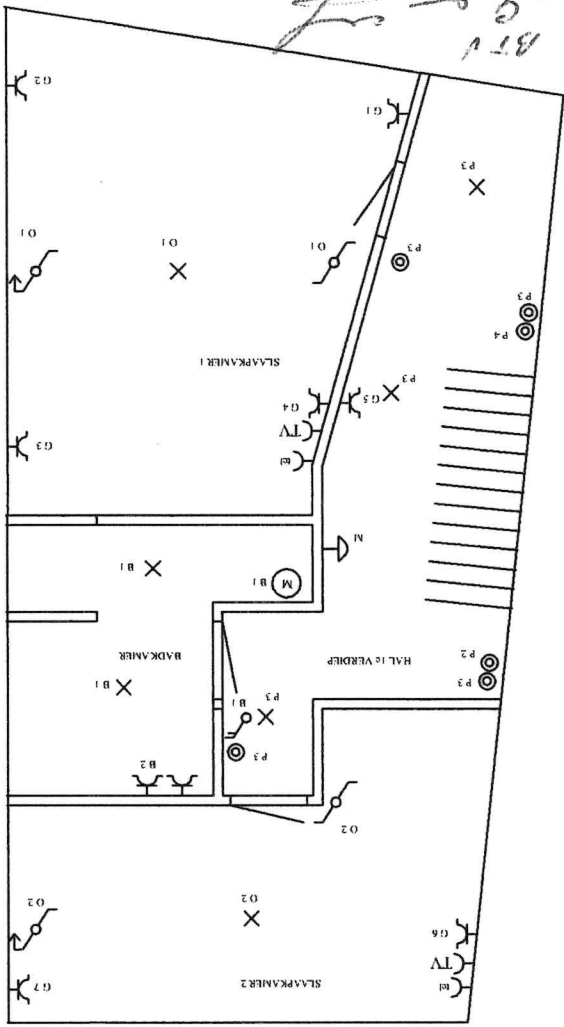 tel
SLAAPKAMER 2
G7
TV
G6
O2
O2
O2
B2
P3
P3
P2
B1
P3
B1
HAL 1e VERDIEP
BADKAMER
M
B1
B1
M
tel
TV
G3
G4
G5
P3
SLAAPKAMER 1
P4
P3
P3
O1
O1
O1
P3
G1
G2
BTV